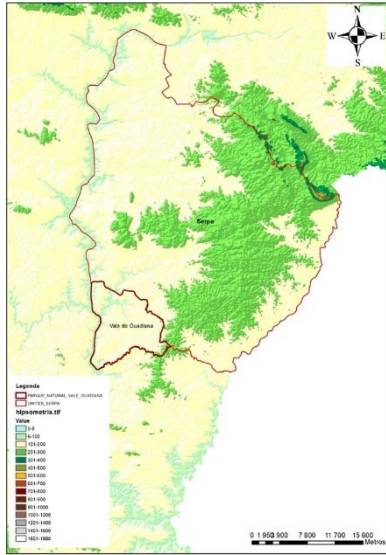 N
W E
S
Serpa
Vale do Guadiana
Legenda
PARQUE_NATURAL_VALE_GUADIANA
LIMITES_SERPA
hipsometria.tif
Value
0-5
6-100
101-200
201-300
301-400
401-500
501-600
601-700
701-800
801-900
901-1000
1001-1200
1201-1400
1401-1600
0 1 950 3 900 7 800 11 700 15 600
Metros